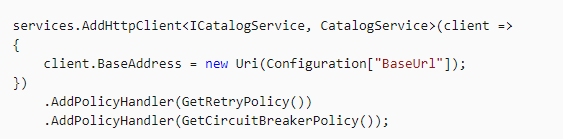 services.AddHttpClient<ICatalogService, CatalogService>(client =>
{
    client.BaseAddress = new Uri(Configuration["BaseUrl"]);
})
    .AddPolicyHandler(GetRetryPolicy())
    .AddPolicyHandler(GetCircuitBreakerPolicy());